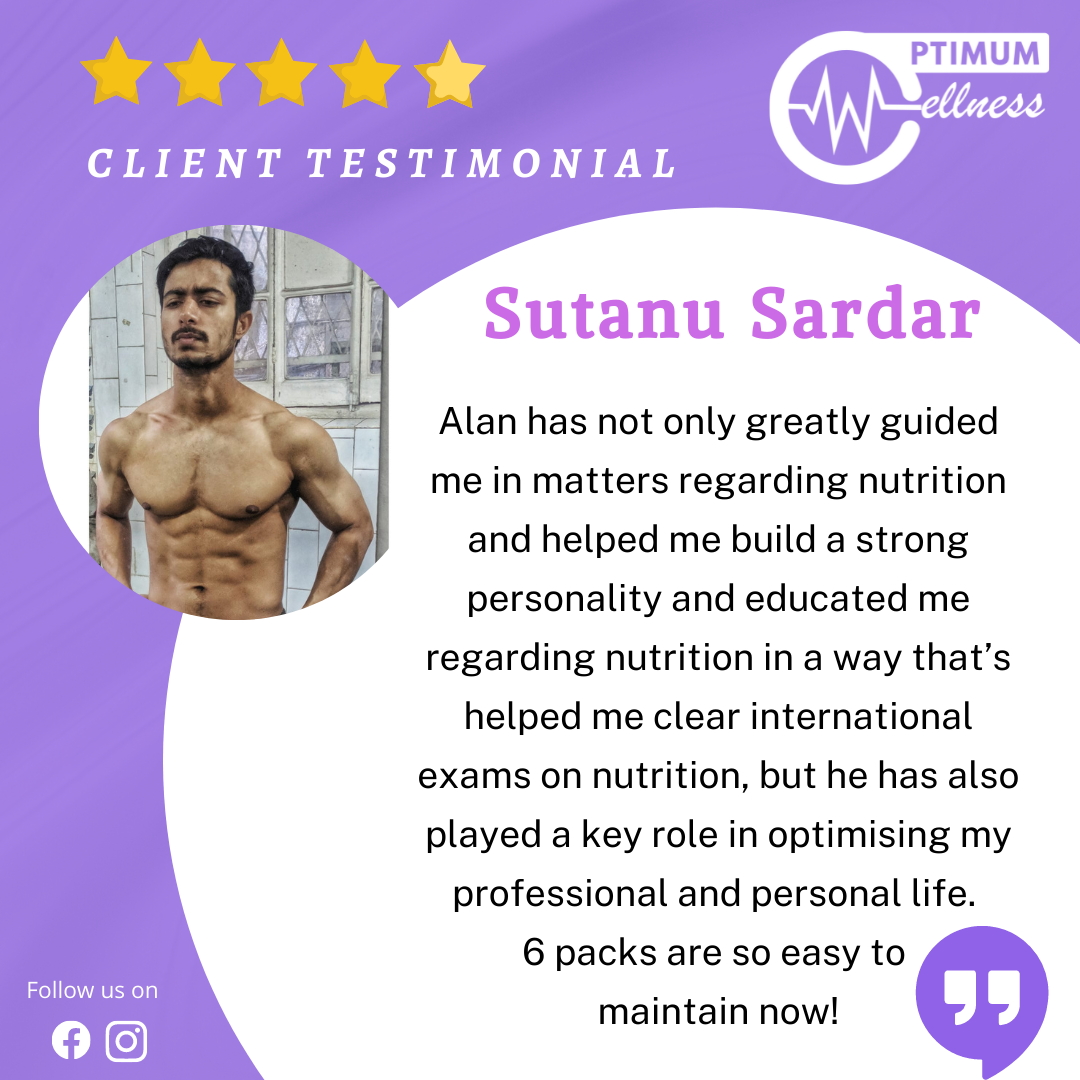 PTIMUM
ellness
CLIENT TESTIMONIAL
Sutanu Sardar
Alan has not only greatly guided
me in matters regarding nutrition
and helped me build a strong
personality and educated me
regarding nutrition in a way that’s
helped me clear international
exams on nutrition, but he has also
played a key role in optimising my
professional and personal life.
6 packs are so easy to
maintain now!
Follow us on